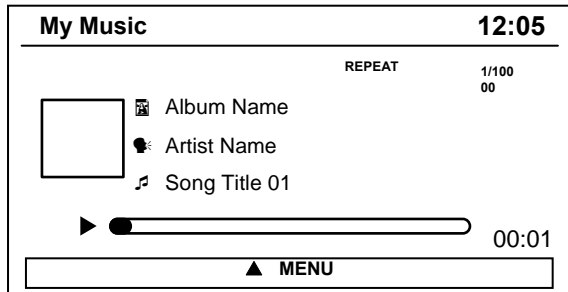 My Music 12:05
REPEAT 1/100
00
Album Name
Artist Name
Song Title 01
00:01
▲ MENU